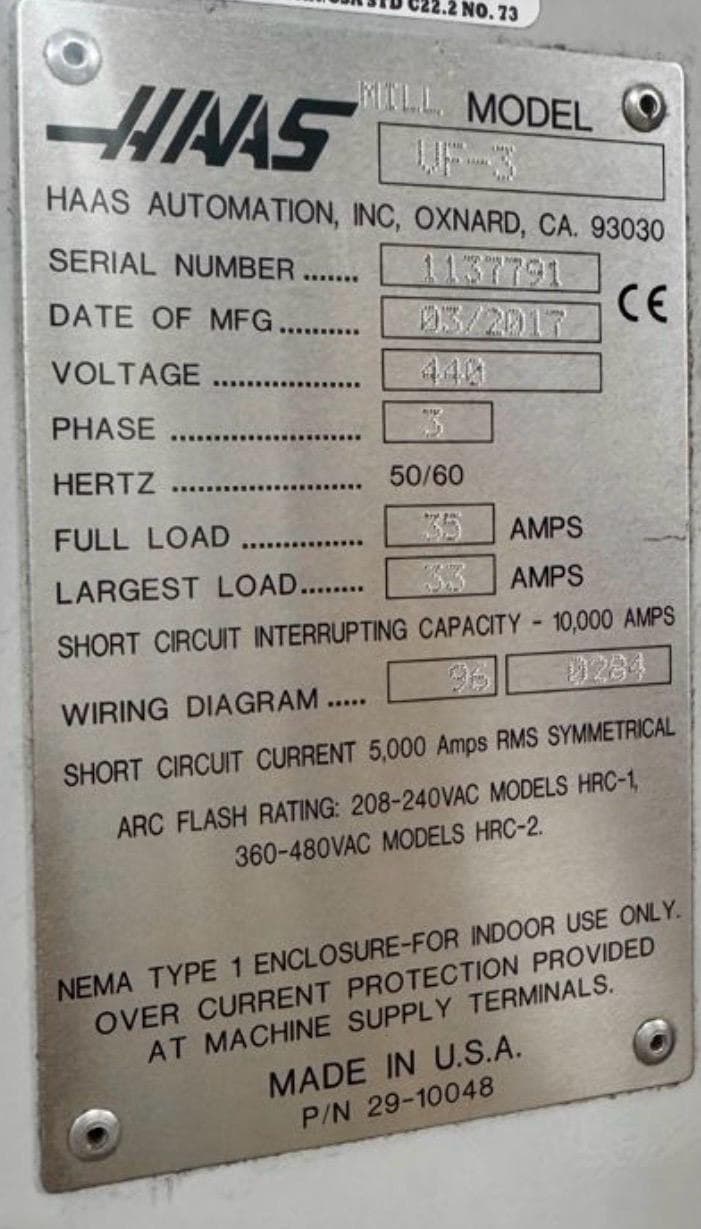 C22.2 NO. 73
HAAS MILL MODEL
VF-3
HAAS AUTOMATION, INC, OXNARD, CA. 93030
SERIAL NUMBER ....... 1137791
CE
DATE OF MFG .......... 03/2017
VOLTAGE .................. 440
PHASE ....................... 3
HERTZ ....................... 50/60
FULL LOAD ............... 35 AMPS
LARGEST LOAD........ 33 AMPS
SHORT CIRCUIT INTERRUPTING CAPACITY - 10,000 AMPS
WIRING DIAGRAM ..... 96 0284
SHORT CIRCUIT CURRENT 5,000 Amps RMS SYMMETRICAL
ARC FLASH RATING: 208-240VAC MODELS HRC-1,
360-480VAC MODELS HRC-2.
NEMA TYPE 1 ENCLOSURE-FOR INDOOR USE ONLY.
OVER CURRENT PROTECTION PROVIDED
AT MACHINE SUPPLY TERMINALS.
MADE IN U.S.A.
P/N 29-10048